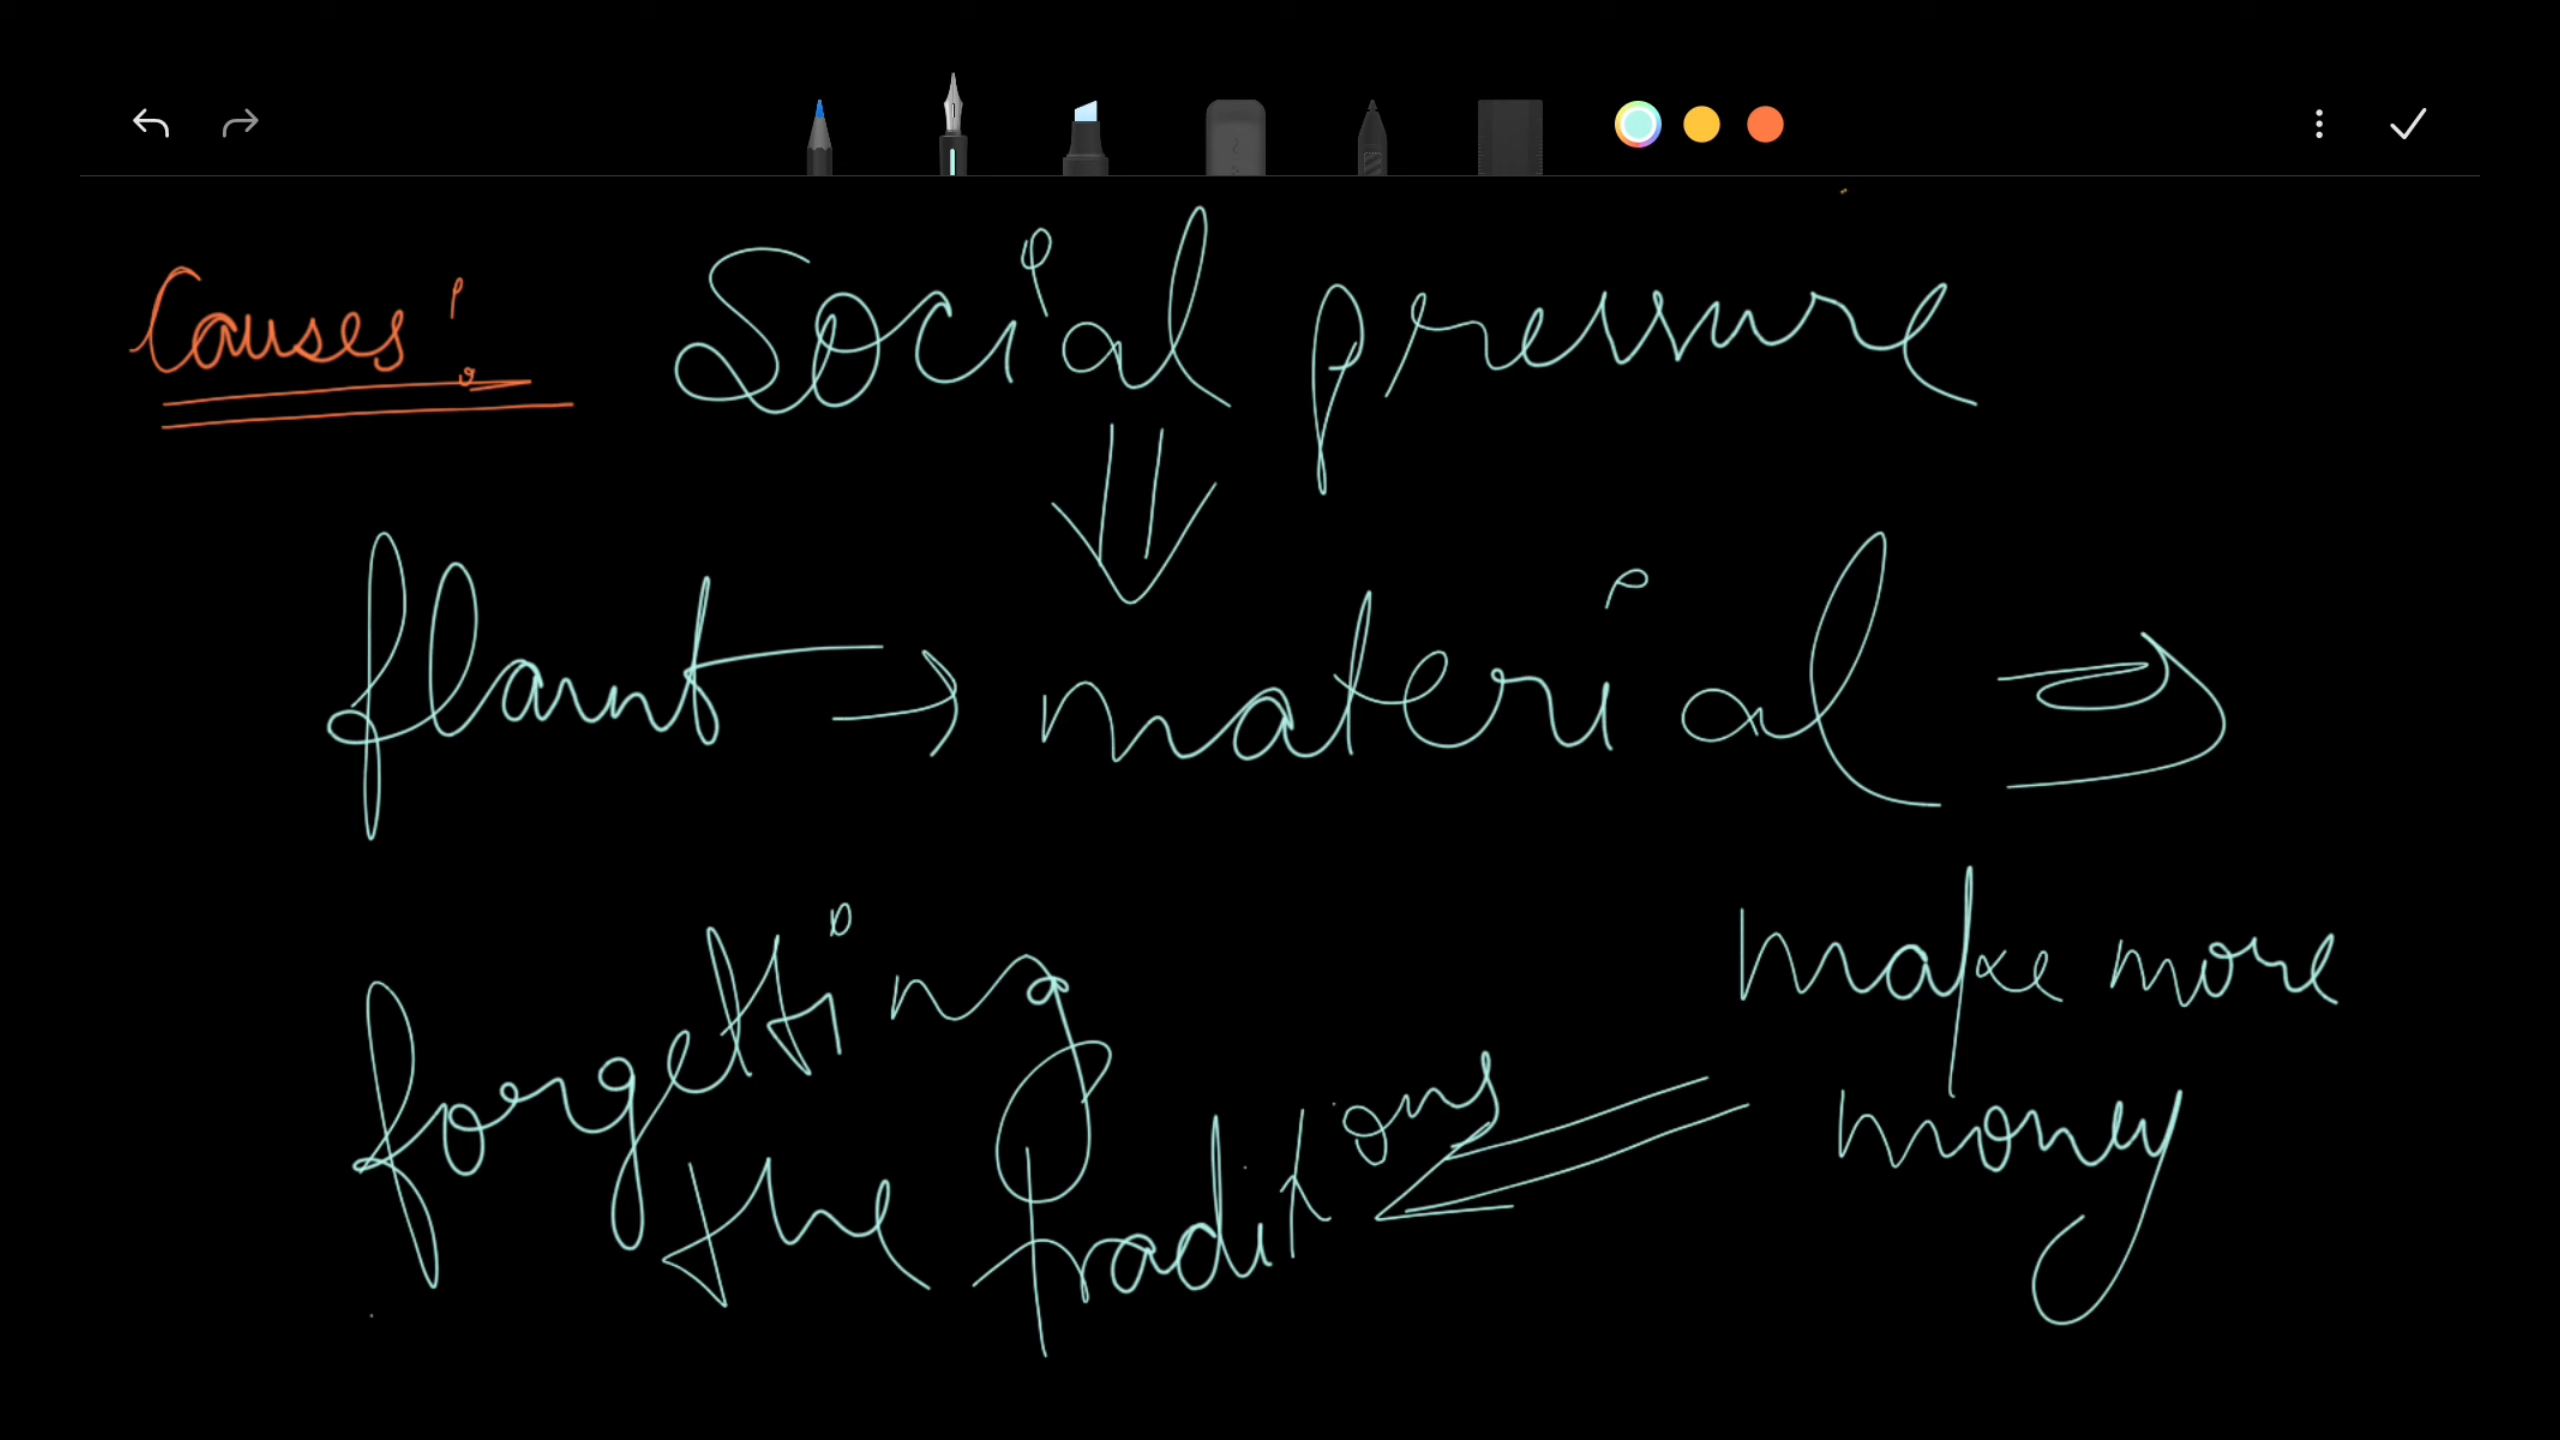 Causes: Social pressure
flaunt → material ⇒
make more
money
forgetting
the traditions